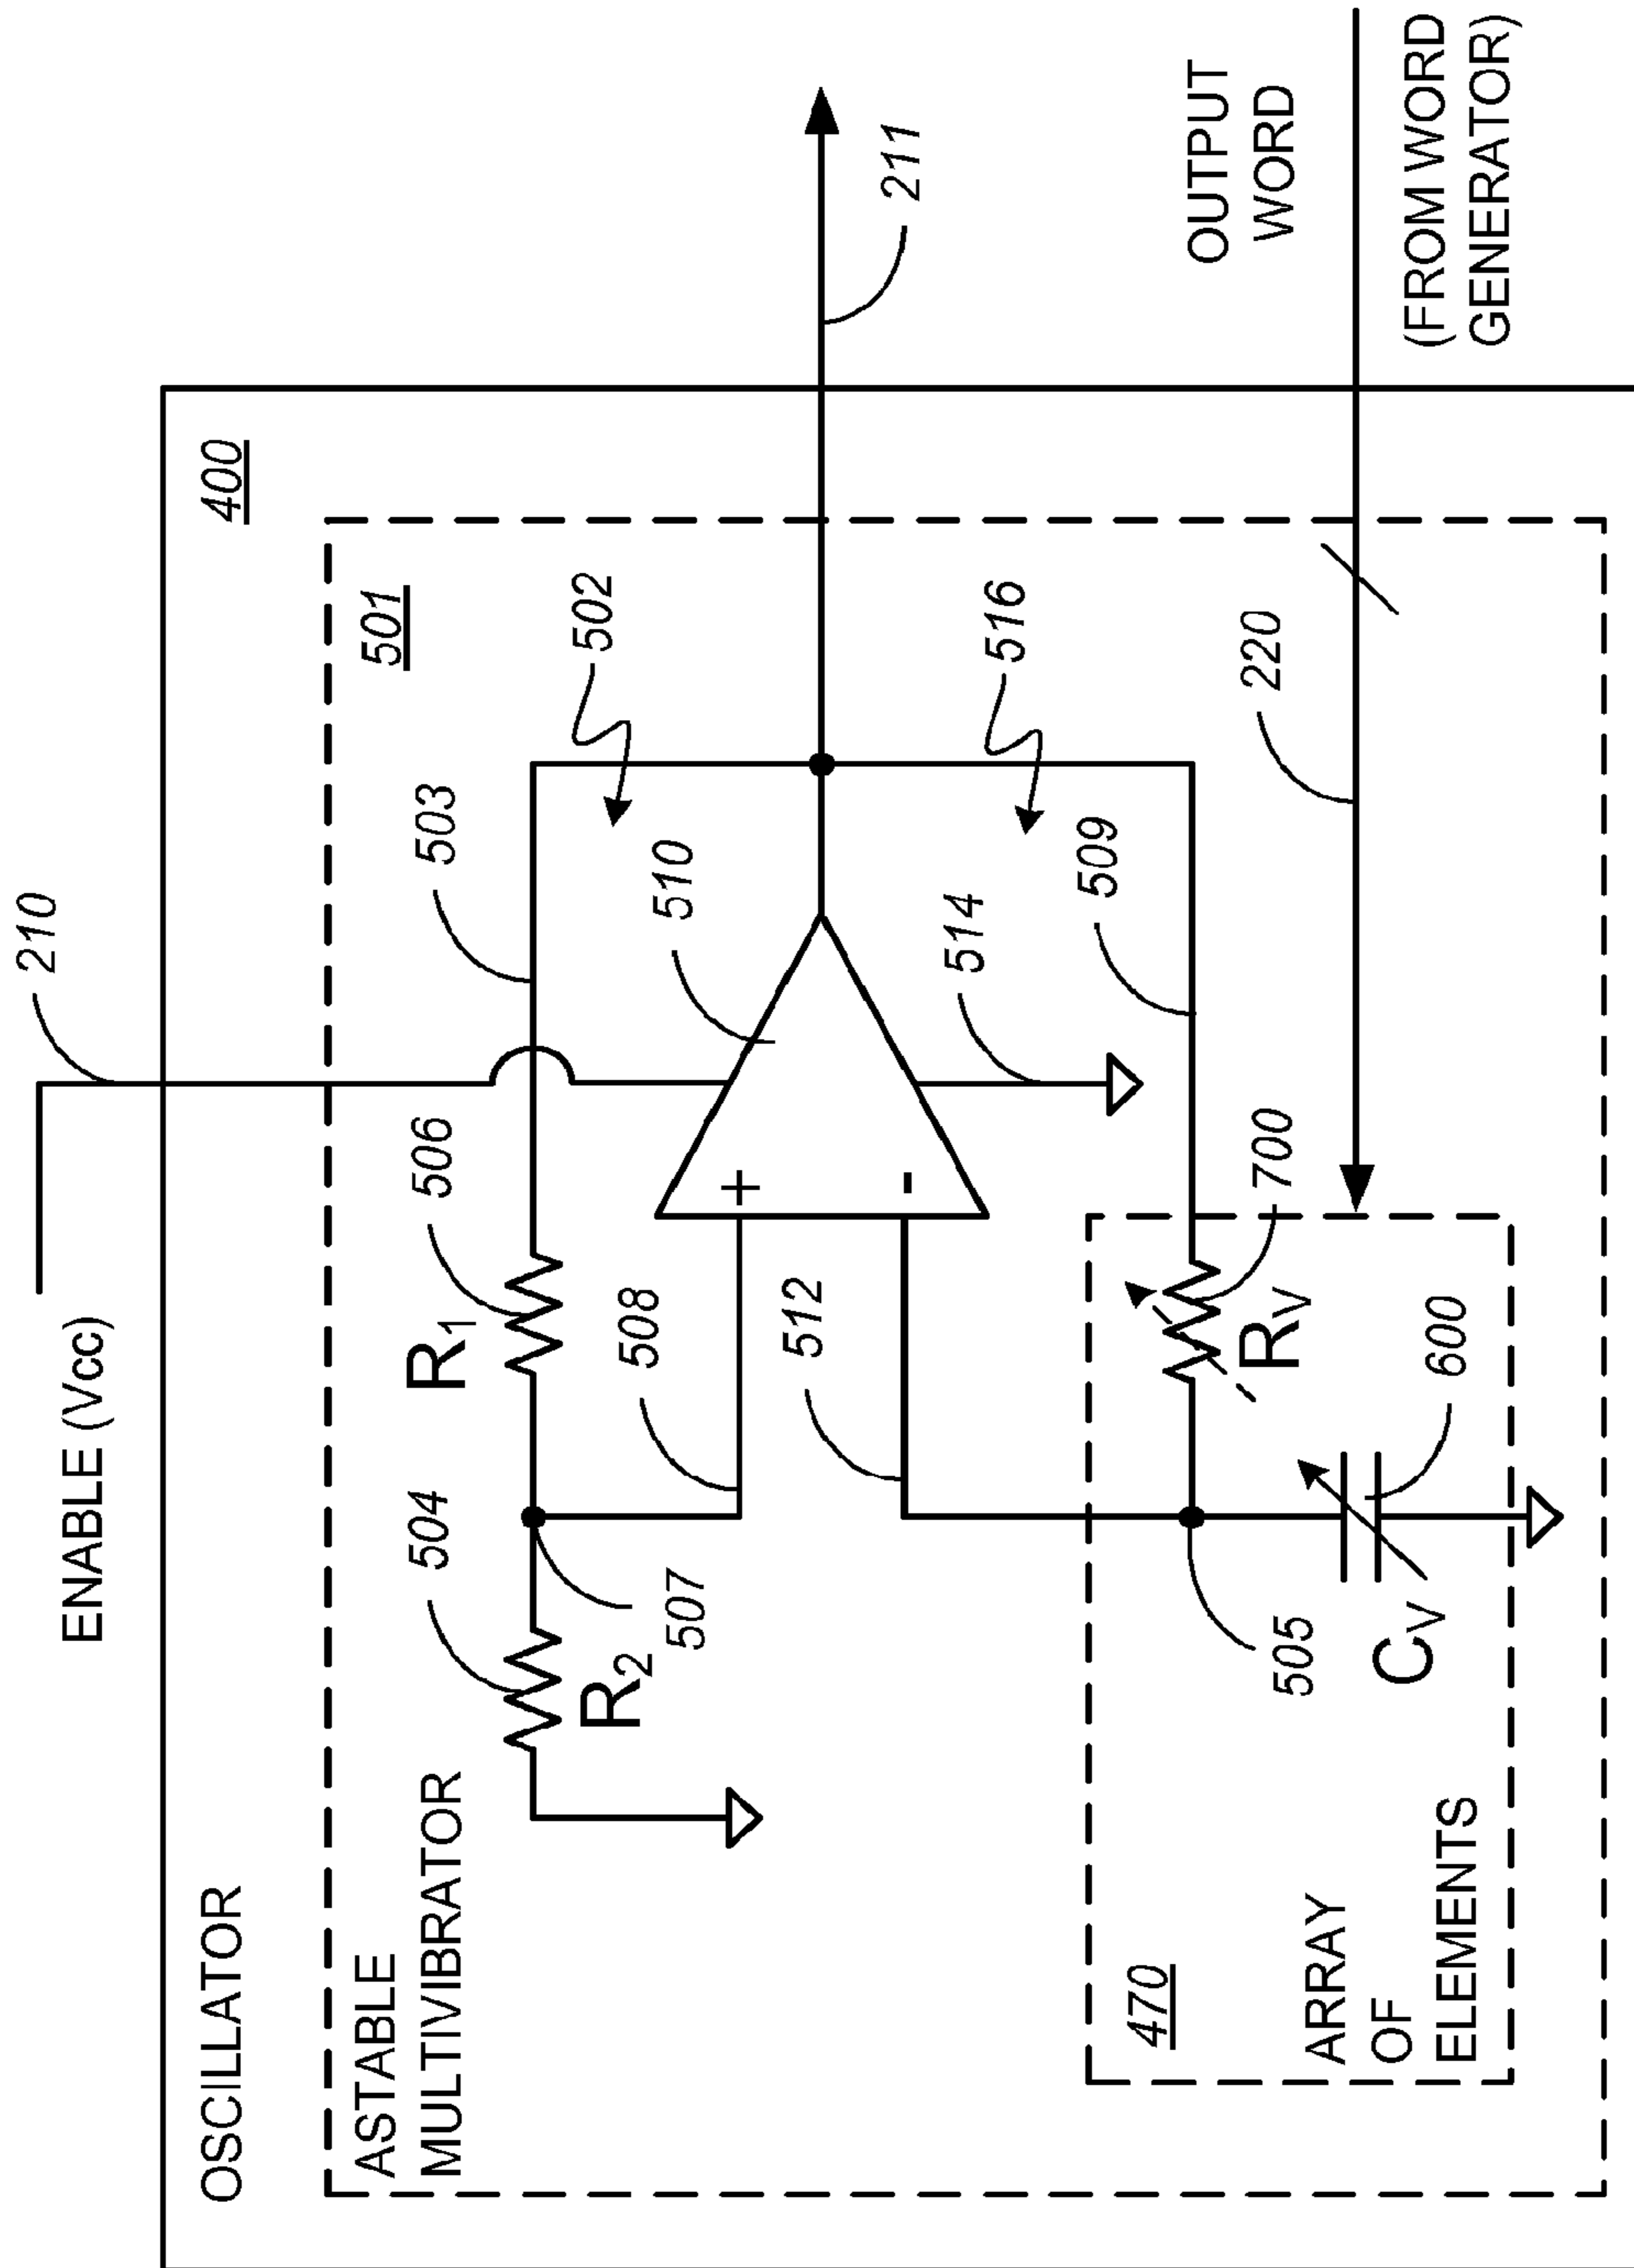 ENABLE (Vcc)
210
OSCILLATOR
400
ASTABLE
MULTIVIBRATOR
501
504
506
503
R1
502
R2
507
508
510
512
514
516
211
470
ARRAY
OF
ELEMENTS
505
CV
RV
700
600
509
220
OUTPUT
WORD
(FROM WORD
GENERATOR)
+
-